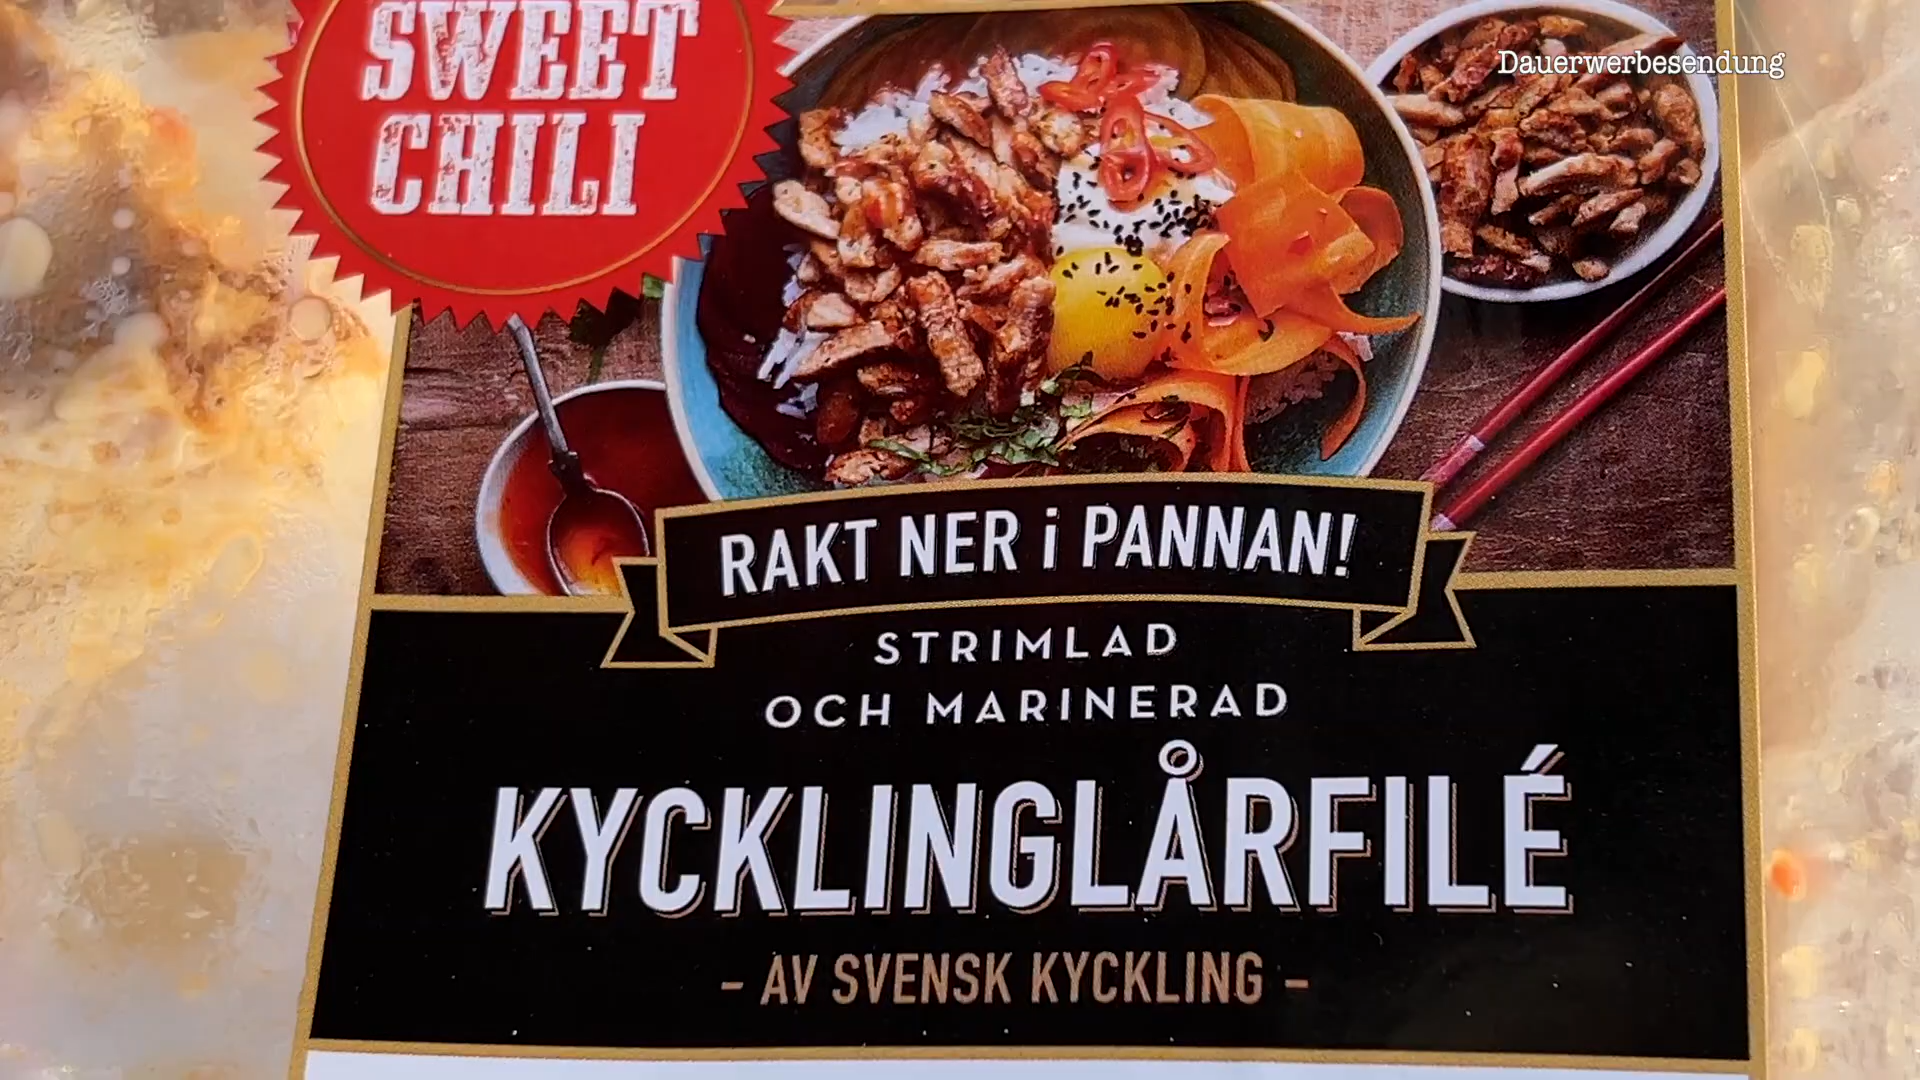 Dauerwerbesendung
SWEET
CHILI
RAKT NER i PANNAN!
STRIMLAD
OCH MARINERAD
KYCKLINGLÅRFILÉ
- AV SVENSK KYCKLING -